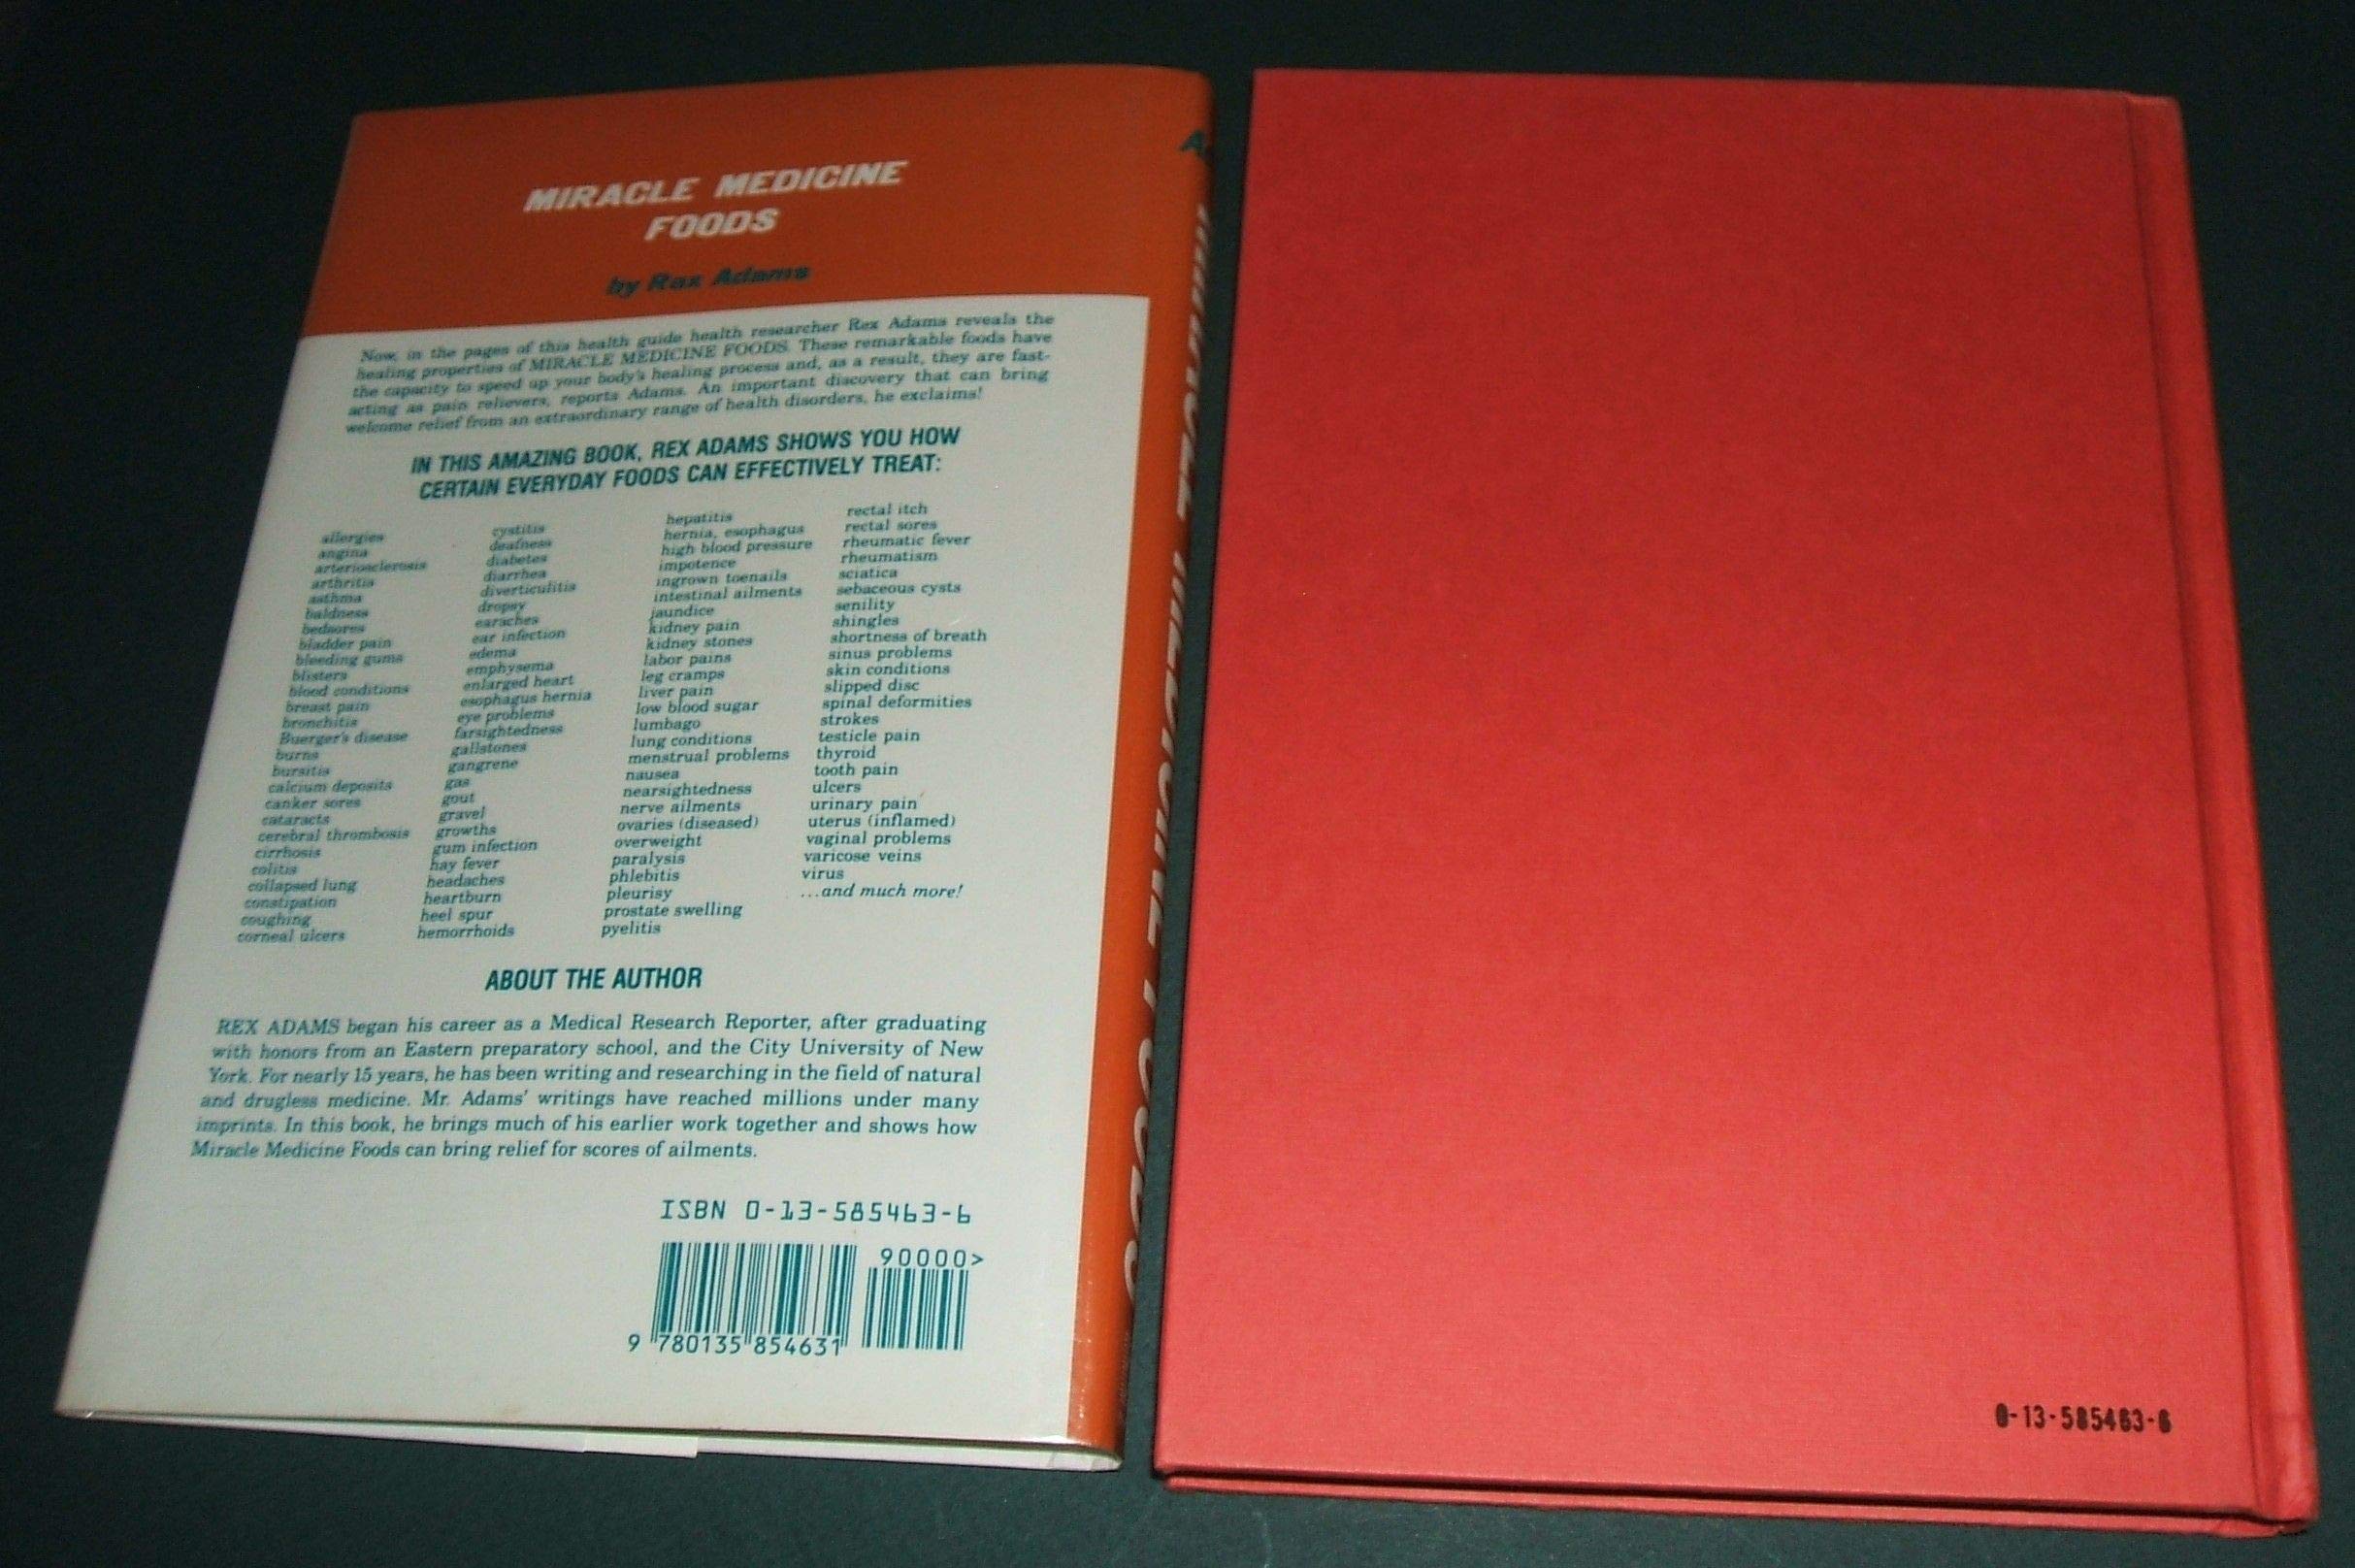 MIRACLE MEDICINE
FOODS
by Rex Adams
Now, in the pages of this health guide health researcher Rex Adams reveals the
healing properties of MIRACLE MEDICINE FOODS. These remarkable foods have
the capacity to speed up your body's healing process and, as a result, they are fast-
acting as pain relievers, reports Adams. An important discovery that can bring
welcome relief from an extraordinary range of health disorders, he exclaims!
IN THIS AMAZING BOOK, REX ADAMS SHOWS YOU HOW
CERTAIN EVERYDAY FOODS CAN EFFECTIVELY TREAT:
allergies
angina
arteriosclerosis
arthritis
asthma
baldness
bedsores
bladder pain
bleeding gums
blisters
blood conditions
breast pain
bronchitis
Buerger's disease
burns
bursitis
calcium deposits
canker sores
cataracts
cerebral thrombosis
cirrhosis
colitis
collapsed lung
constipation
coughing
corneal ulcers
cystitis
deafness
diabetes
diarrhea
diverticulitis
dropsy
earaches
ear infection
edema
emphysema
enlarged heart
esophagus hernia
eye problems
farsightedness
gallstones
gangrene
gas
gout
gravel
growths
gum infection
hay fever
headaches
heartburn
heel spur
hemorrhoids
hepatitis
hernia, esophagus
high blood pressure
impotence
ingrown toenails
intestinal ailments
jaundice
kidney pain
kidney stones
labor pains
leg cramps
liver pain
low blood sugar
lumbago
lung conditions
menstrual problems
nausea
nearsightedness
nerve ailments
ovaries (diseased)
overweight
paralysis
phlebitis
pleurisy
prostate swelling
pyelitis
rectal itch
rectal sores
rheumatic fever
rheumatism
sciatica
sebaceous cysts
senility
shingles
shortness of breath
sinus problems
skin conditions
slipped disc
spinal deformities
strokes
testicle pain
thyroid
tooth pain
ulcers
urinary pain
uterus (inflamed)
vaginal problems
varicose veins
virus
...and much more!
ABOUT THE AUTHOR
REX ADAMS began his career as a Medical Research Reporter, after graduating
with honors from an Eastern preparatory school, and the City University of New
York. For nearly 15 years, he has been writing and researching in the field of natural
and drugless medicine. Mr. Adams' writings have reached millions under many
imprints. In this book, he brings much of his earlier work together and shows how
Miracle Medicine Foods can bring relief for scores of ailments.
ISBN 0-13-585463-6
90000>
9 780135 854631
0-13-585463-6